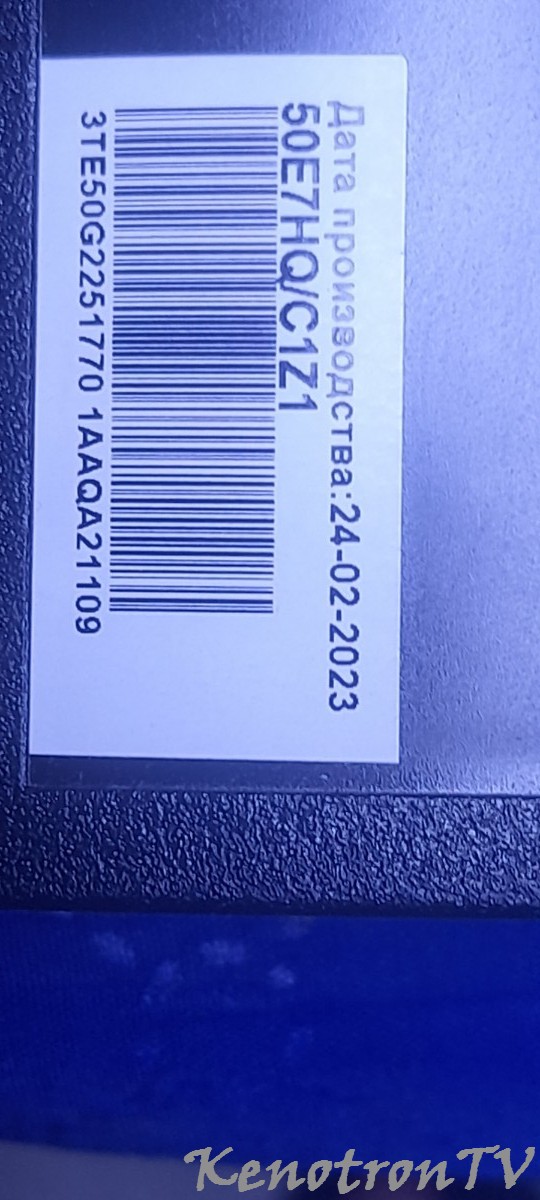 Дата производства:24-02-2023
50E7HQ/C1Z1
3TE50G2251770 1AAQA21109
KenotronTV